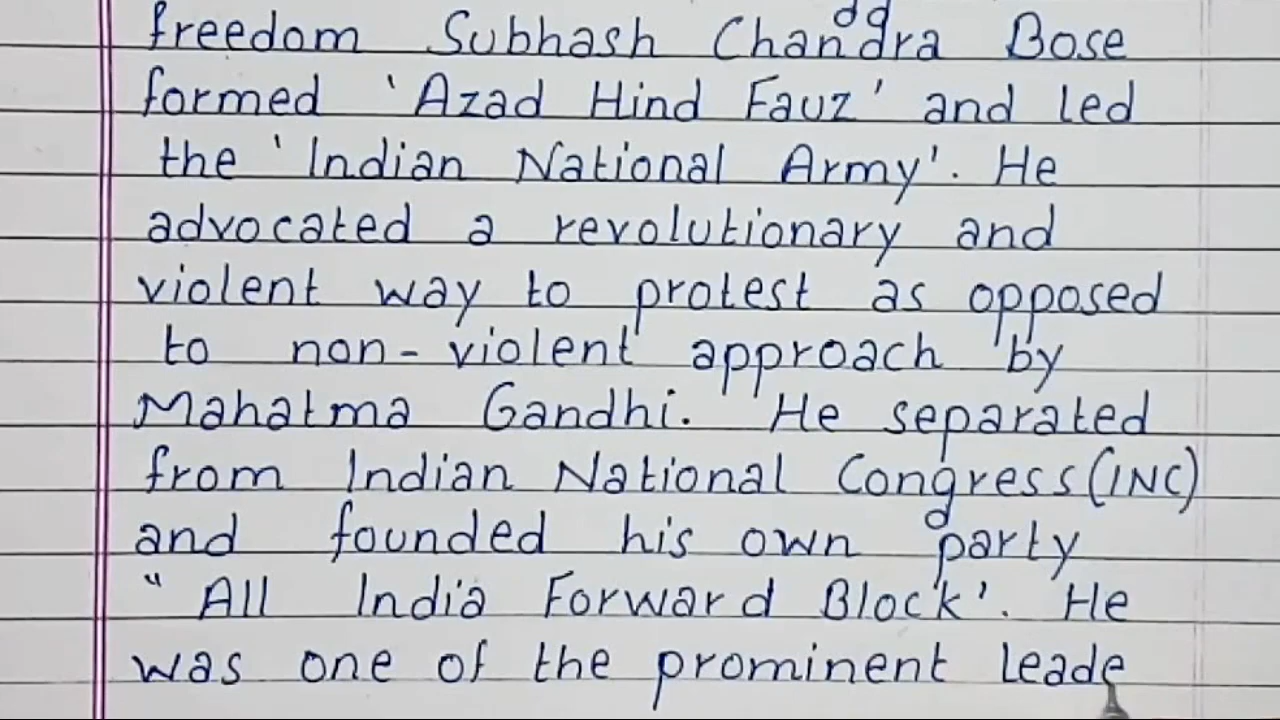 freedom Subhash Chandra Bose
formed 'Azad Hind Fauz' and led
the 'Indian National Army'. He
advocated a revolutionary and
violent way to protest as opposed
to non-violent approach by
Mahatma Gandhi. He separated
from Indian National Congress(INC)
and founded his own party
"All India Forward Block'. He
was one of the prominent leade